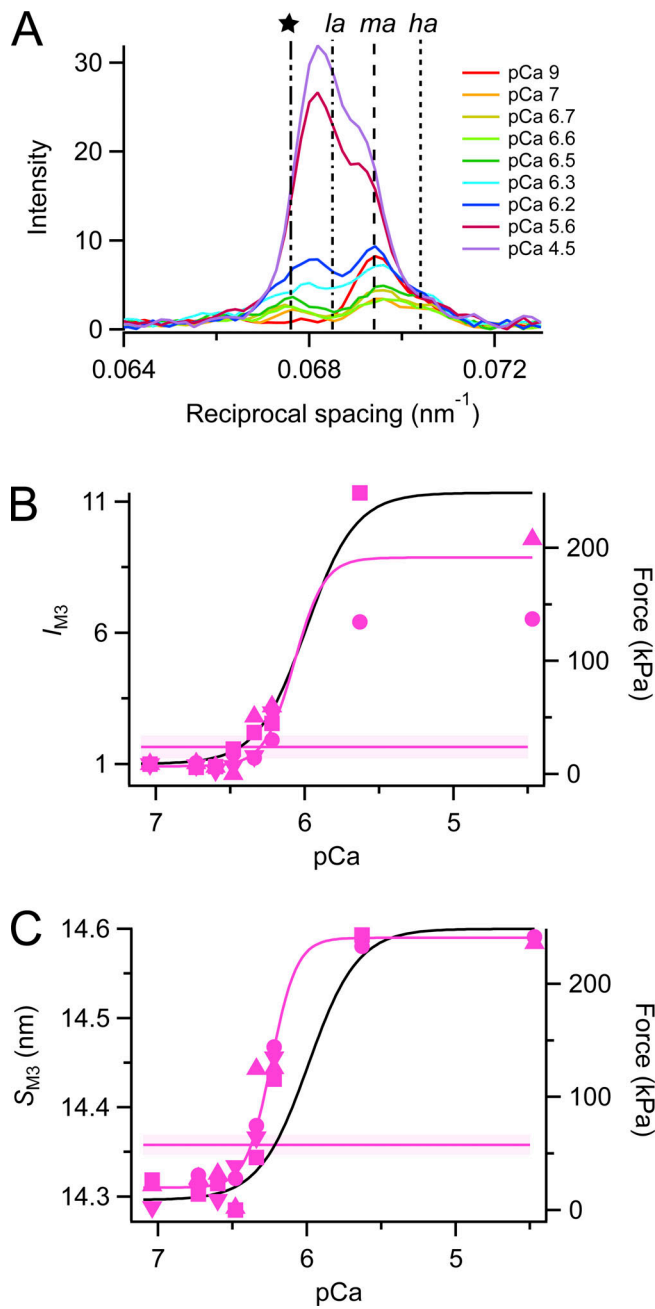 A
★ la ma ha
30
20
10
0
Intensity
pCa 9
pCa 7
pCa 6.7
pCa 6.6
pCa 6.5
pCa 6.3
pCa 6.2
pCa 5.6
pCa 4.5
0.064 0.068 0.072
Reciprocal spacing (nm⁻¹)
B
11
6
1
I_M3
200
100
0
Force (kPa)
7 6 5
pCa
C
14.6
14.5
14.4
14.3
S_M3 (nm)
200
100
0
Force (kPa)
7 6 5
pCa